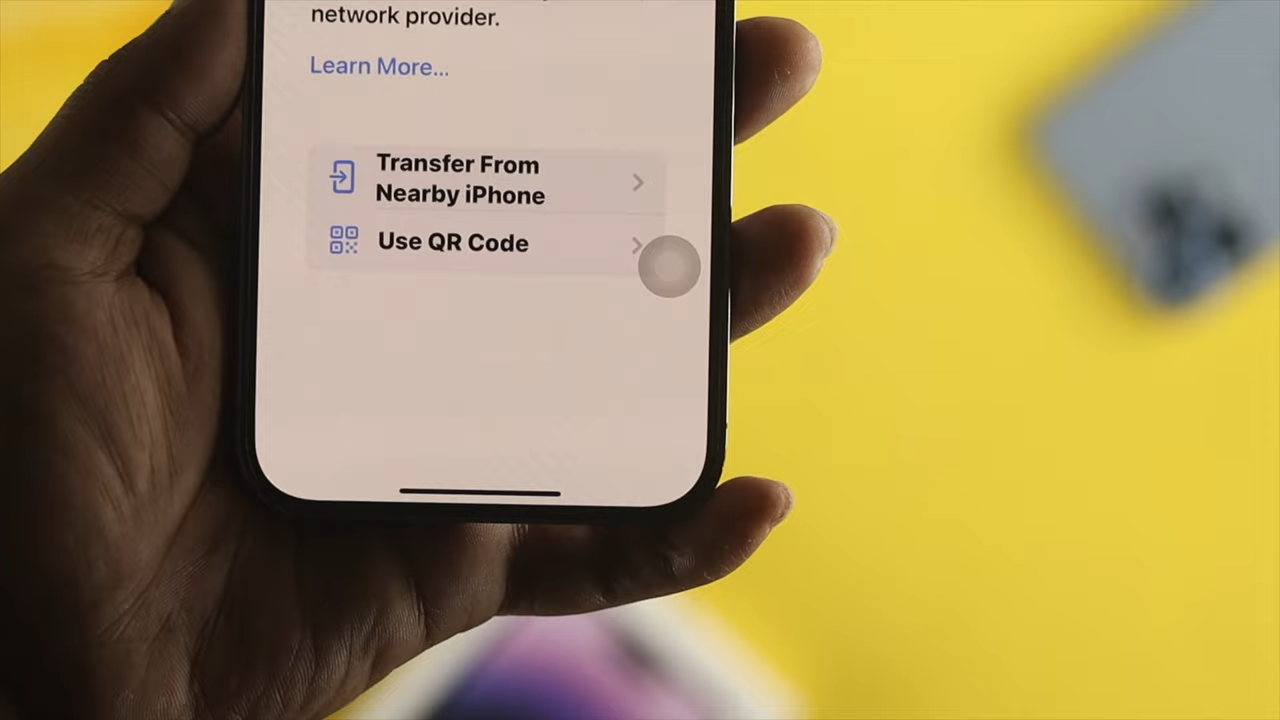 network provider.
Learn More...
Transfer From
Nearby iPhone
Use QR Code